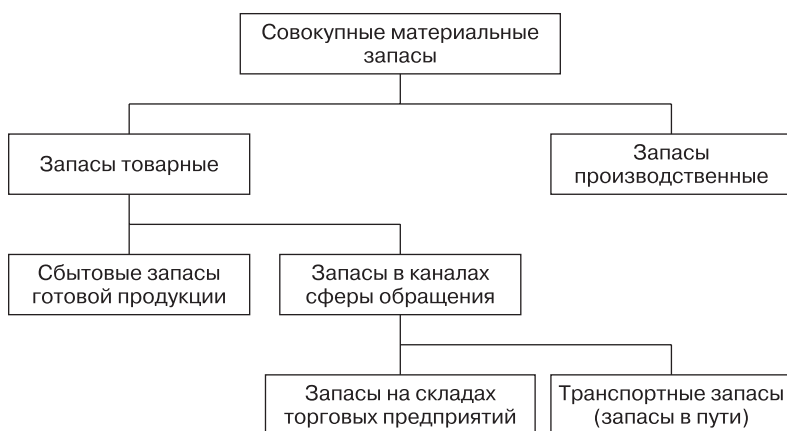 Совокупные материальные
запасы
Запасы товарные
Запасы
производственные
Сбытовые запасы
готовой продукции
Запасы в каналах
сферы обращения
Запасы на складах
торговых предприятий
Транспортные запасы
(запасы в пути)